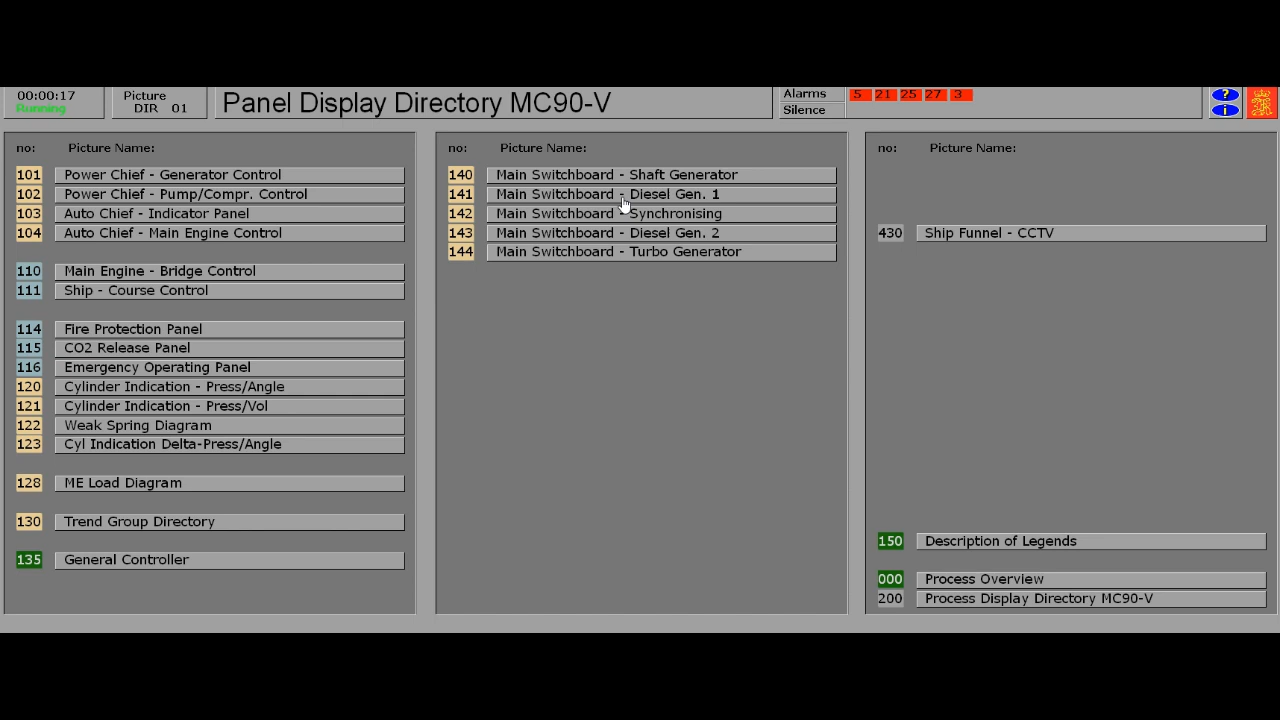 00:00:17
Running
Picture
DIR 01
Panel Display Directory MC90-V
Alarms
Silence
5 21 25 27 3
?
i
no: Picture Name:
101 Power Chief - Generator Control
102 Power Chief - Pump/Compr. Control
103 Auto Chief - Indicator Panel
104 Auto Chief - Main Engine Control
110 Main Engine - Bridge Control
111 Ship - Course Control
114 Fire Protection Panel
115 CO2 Release Panel
116 Emergency Operating Panel
120 Cylinder Indication - Press/Angle
121 Cylinder Indication - Press/Vol
122 Weak Spring Diagram
123 Cyl Indication Delta-Press/Angle
128 ME Load Diagram
130 Trend Group Directory
135 General Controller
no: Picture Name:
140 Main Switchboard - Shaft Generator
141 Main Switchboard - Diesel Gen. 1
142 Main Switchboard - Synchronising
143 Main Switchboard - Diesel Gen. 2
144 Main Switchboard - Turbo Generator
no: Picture Name:
430 Ship Funnel - CCTV
150 Description of Legends
000 Process Overview
200 Process Display Directory MC90-V